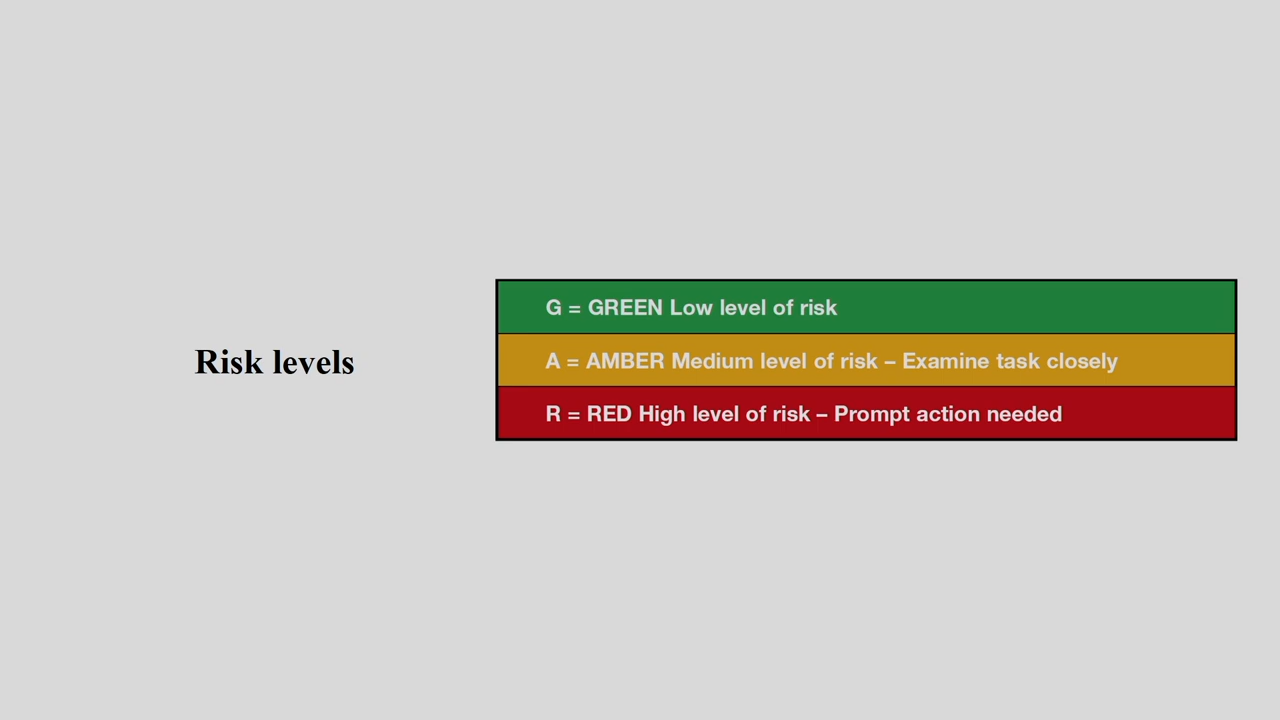 Risk levels
G = GREEN Low level of risk
A = AMBER Medium level of risk – Examine task closely
R = RED High level of risk – Prompt action needed